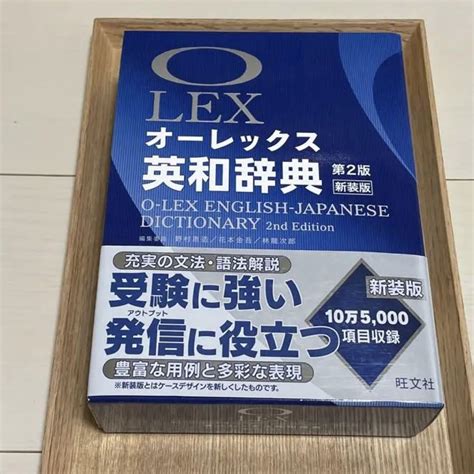 O
LEX
オーレックス
英和辞典 第2版
新装版
O-LEX ENGLISH-JAPANESE
DICTIONARY 2nd Edition
編集委員 野村恵造／花本金吾／林龍次郎
充実の文法・語法解説
受験に強い
アウトプット
発信に役立つ
豊富な用例と多彩な表現
※新装版とはケースデザインを新しくしたものです。
新装版
10万5,000
項目収録
旺文社